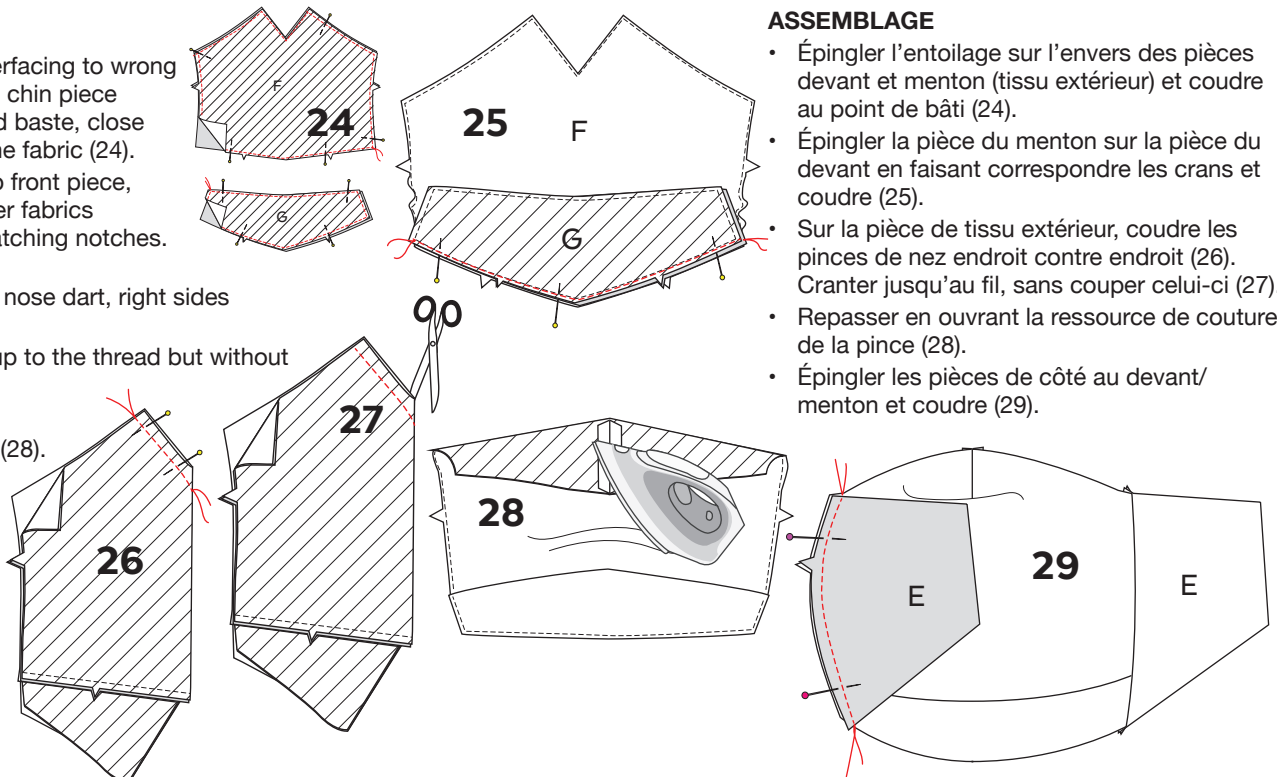 erfacing to wrong
chin piece
d baste, close
ne fabric (24).
o front piece,
er fabrics
atching notches.
nose dart, right sides
up to the thread but without
(28).
F
24
G
25
F
G
26
27
28
ASSEMBLAGE
• Épingler l’entoilage sur l’envers des pièces
devant et menton (tissu extérieur) et coudre
au point de bâti (24).
• Épingler la pièce du menton sur la pièce du
devant en faisant correspondre les crans et
coudre (25).
• Sur la pièce de tissu extérieur, coudre les
pinces de nez endroit contre endroit (26).
Cranter jusqu’au fil, sans couper celui-ci (27).
• Repasser en ouvrant la ressource de couture
de la pince (28).
• Épingler les pièces de côté au devant/
menton et coudre (29).
E
29
E